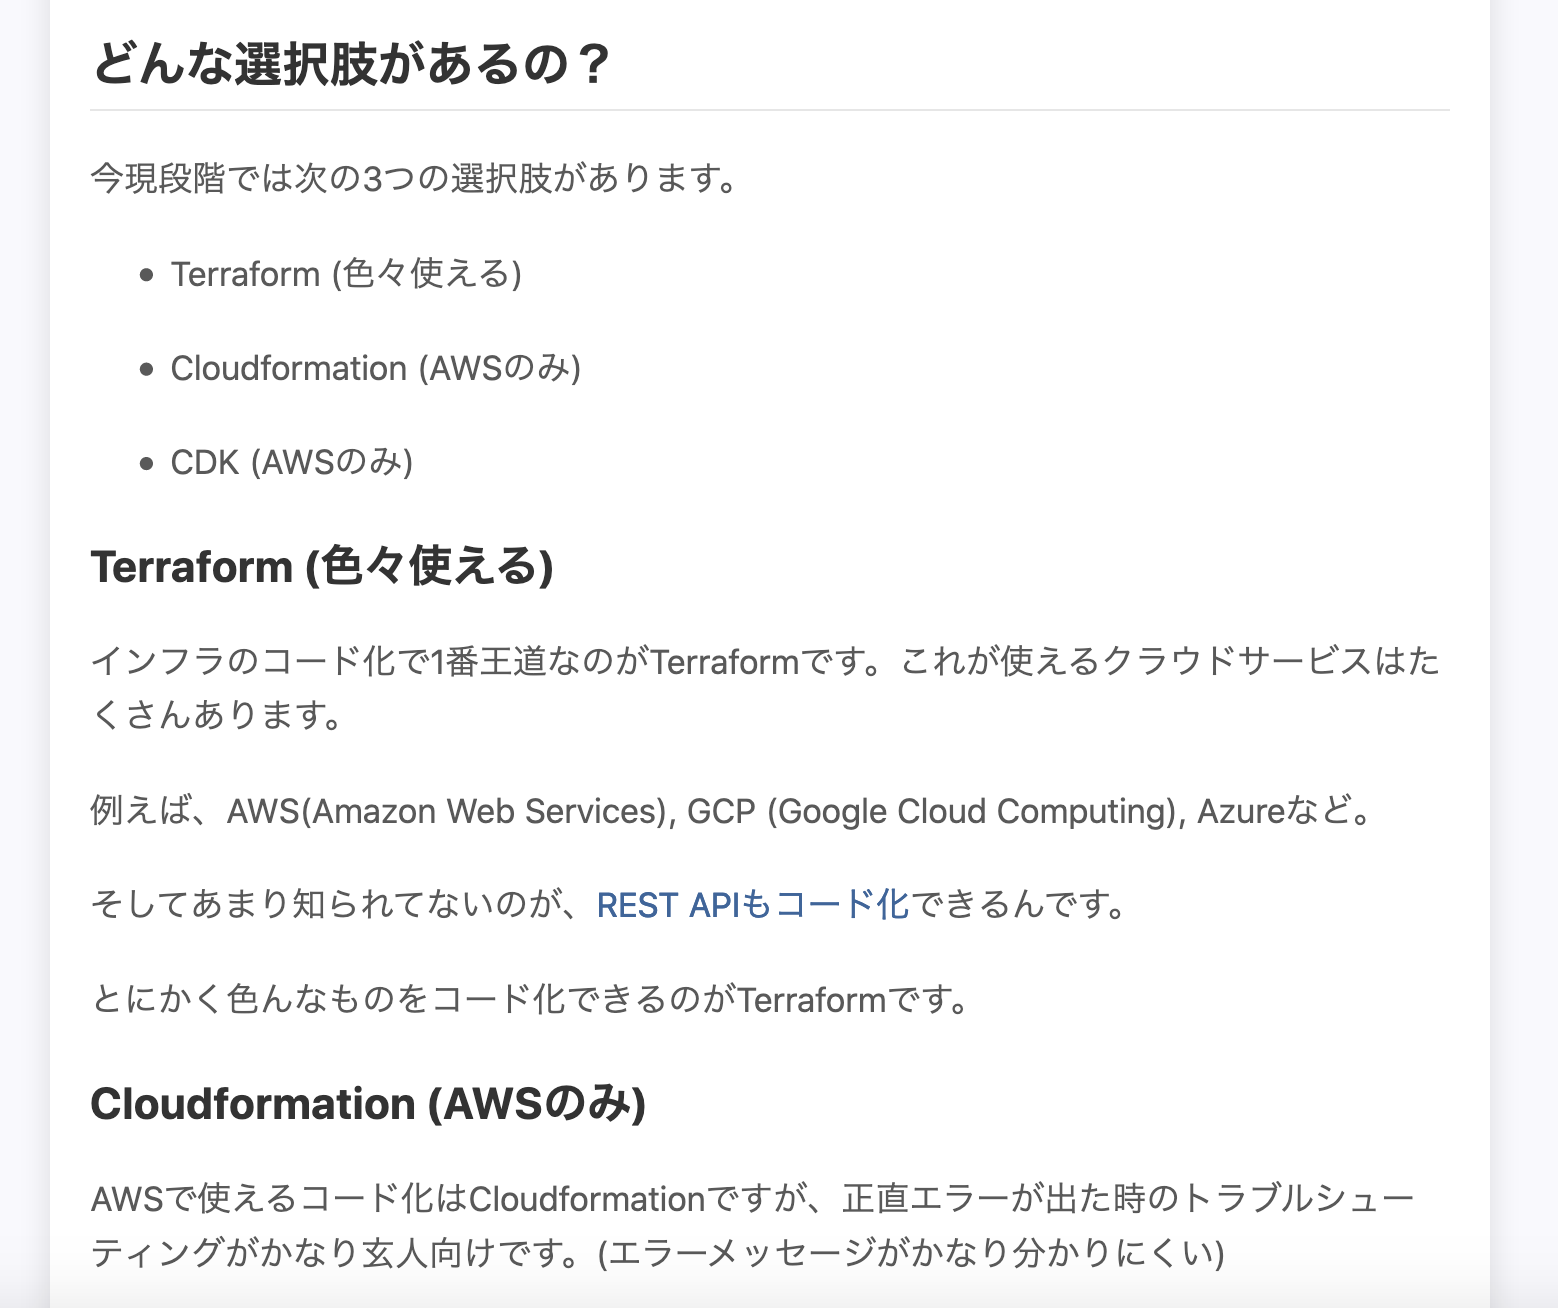 どんな選択肢があるの？
今現段階では次の3つの選択肢があります。
• Terraform (色々使える)
• Cloudformation (AWSのみ)
• CDK (AWSのみ)
Terraform (色々使える)
インフラのコード化で1番王道なのがTerraformです。これが使えるクラウドサービスはた
くさんあります。
例えば、AWS(Amazon Web Services), GCP (Google Cloud Computing), Azureなど。
そしてあまり知られてないのが、REST APIもコード化できるんです。
とにかく色んなものをコード化できるのがTerraformです。
Cloudformation (AWSのみ)
AWSで使えるコード化はCloudformationですが、正直エラーが出た時のトラブルシュー
ティングがかなり玄人向けです。(エラーメッセージがかなり分かりにくい)